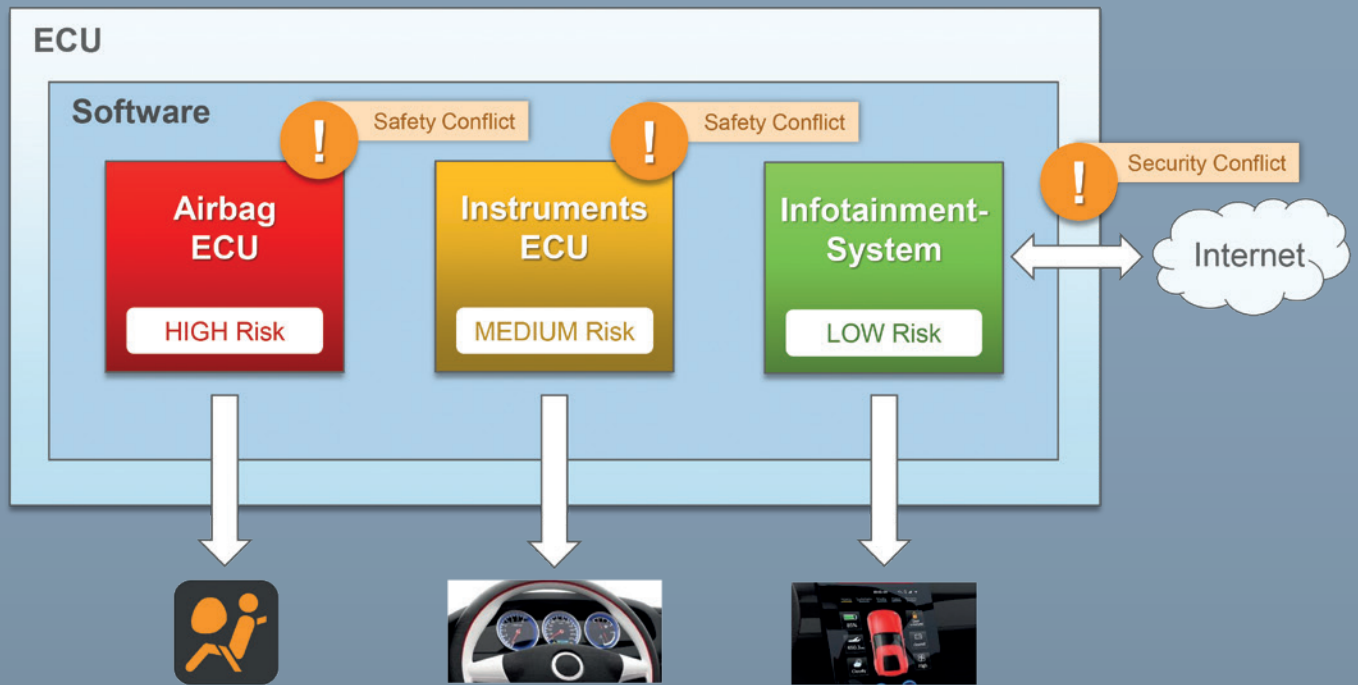 ECU
Software
Safety Conflict
Safety Conflict
Security Conflict
Airbag
ECU
HIGH Risk
Instruments
ECU
MEDIUM Risk
Infotainment-
System
LOW Risk
Internet